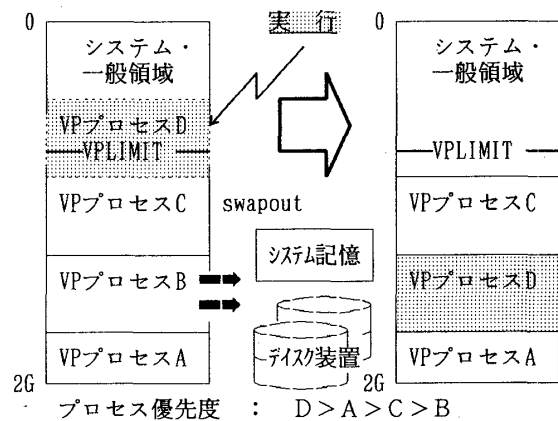 0
システム・
一般領域
VPプロセスD
VPLIMIT
VPプロセスC
VPプロセスB
VPプロセスA
2G
実 行
swapout
システム記憶
ディスク装置
0
システム・
一般領域
VPLIMIT
VPプロセスC
VPプロセスD
VPプロセスA
2G
プロセス優先度 : D>A>C>B